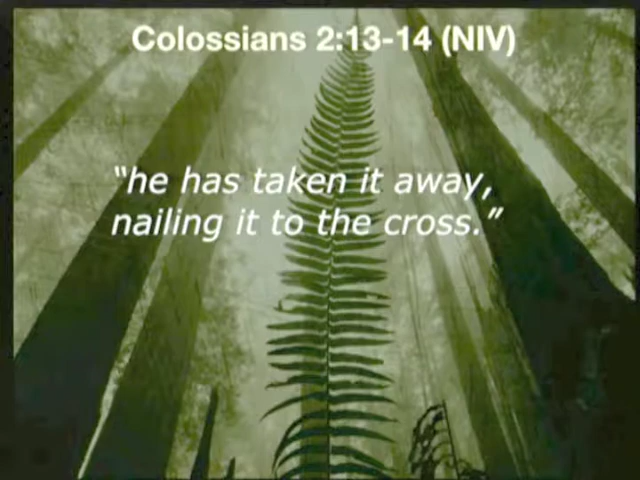 Colossians 2:13-14 (NIV)
“he has taken it away,
nailing it to the cross.”